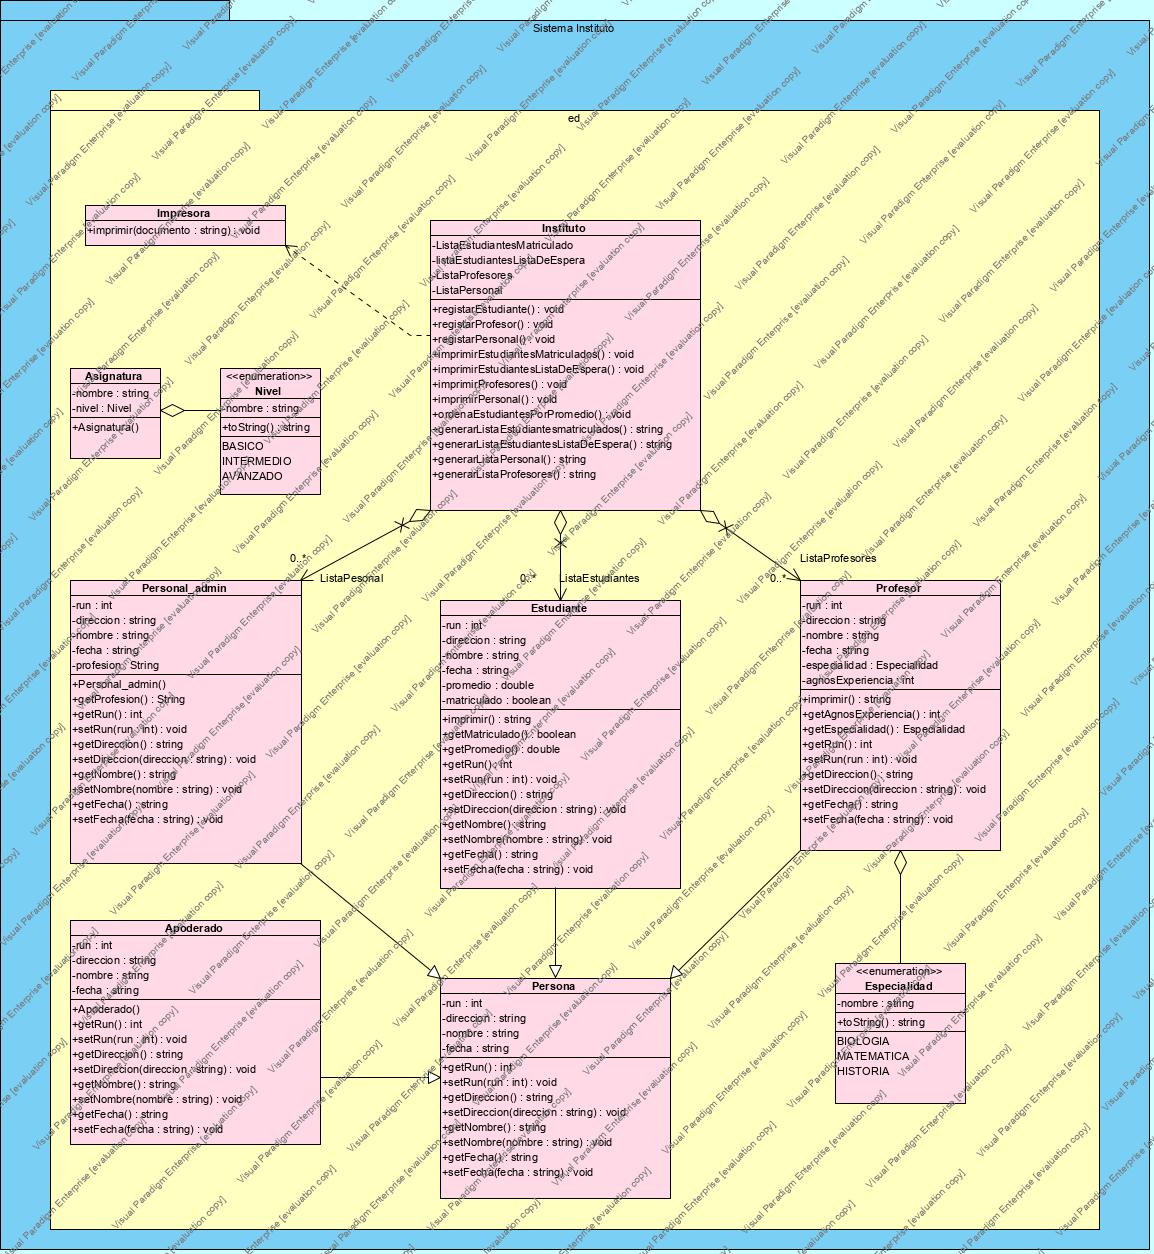 Sistema Instituto
ed
Impresora
+imprimir(documento : string) : void
Instituto
-ListaEstudiantesMatriculado
-listaEstudiantesListaDeEspera
-ListaProfesores
-ListaPersonal
+registarEstudiante() : void
+registarProfesor() : void
+registarPersonal() : void
+imprimirEstudiantesMatriculados() : void
+imprimirEstudiantesListaDeEspera() : void
+imprimirProfesores() : void
+imprimirPersonal() : void
+ordenaEstudiantesPorPromedio() : void
+generarListaEstudiantesmatriculados() : string
+generarListaEstudiantesListaDeEspera() : string
+generarListaPersonal() : string
+generarListaProfesores() : string
Asignatura
-nombre : string
-nivel : Nivel
+Asignatura()
<<enumeration>>
Nivel
-nombre : string
+toString() : string
BASICO
INTERMEDIO
AVANZADO
0..*
ListaPesonal
0..*
ListaEstudiantes
ListaProfesores
0..*
Personal_admin
-run : int
-direccion : string
-nombre : string
-fecha : string
-profesion : String
+Personal_admin()
+getProfesion() : String
+getRun() : int
+setRun(run : int) : void
+getDireccion() : string
+setDireccion(direccion : string) : void
+getNombre() : string
+setNombre(nombre : string) : void
+getFecha() : string
+setFecha(fecha : string) : void
Estudiante
-run : int
-direccion : string
-nombre : string
-fecha : string
-promedio : double
-matriculado : boolean
+imprimir() : string
+getMatriculado() : boolean
+getPromedio() : double
+getRun() : int
+setRun(run : int) : void
+getDireccion() : string
+setDireccion(direccion : string) : void
+getNombre() : string
+setNombre(nombre : string) : void
+getFecha() : string
+setFecha(fecha : string) : void
Profesor
-run : int
-direccion : string
-nombre : string
-fecha : string
-especialidad : Especialidad
-agnosExperiencia : int
+imprimir() : string
+getAgnosExperiencia() : int
+getEspecialidad() : Especialidad
+getRun() : int
+setRun(run : int) : void
+getDireccion() : string
+setDireccion(direccion : string) : void
+getFecha() : string
+setFecha(fecha : string) : void
Apoderado
-run : int
-direccion : string
-nombre : string
-fecha : string
+Apoderado()
+getRun() : int
+setRun(run : int) : void
+getDireccion() : string
+setDireccion(direccion : string) : void
+getNombre() : string
+setNombre(nombre : string) : void
+getFecha() : string
+setFecha(fecha : string) : void
Persona
-run : int
-direccion : string
-nombre : string
-fecha : string
+getRun() : int
+setRun(run : int) : void
+getDireccion() : string
+setDireccion(direccion : string) : void
+getNombre() : string
+setNombre(nombre : string) : void
+getFecha() : string
+setFecha(fecha : string) : void
<<enumeration>>
Especialidad
-nombre : string
+toString() : string
BIOLOGIA
MATEMATICA
HISTORIA
Visual Paradigm Enterprise [evaluation copy]